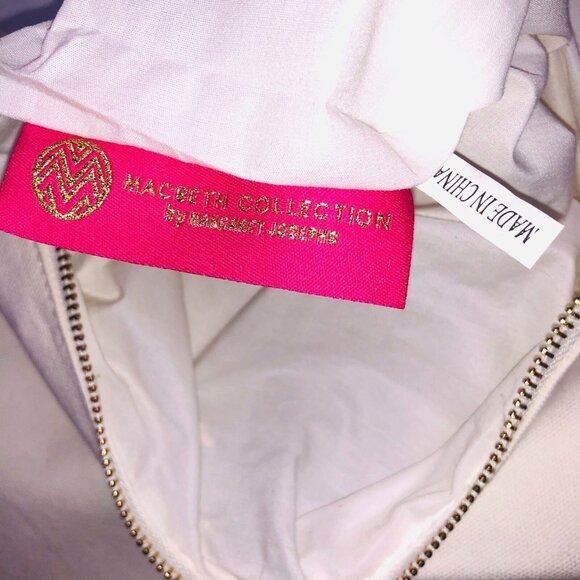 MACBETH COLLECTION
by MARGARET JOSEPHS
MADE IN CHINA